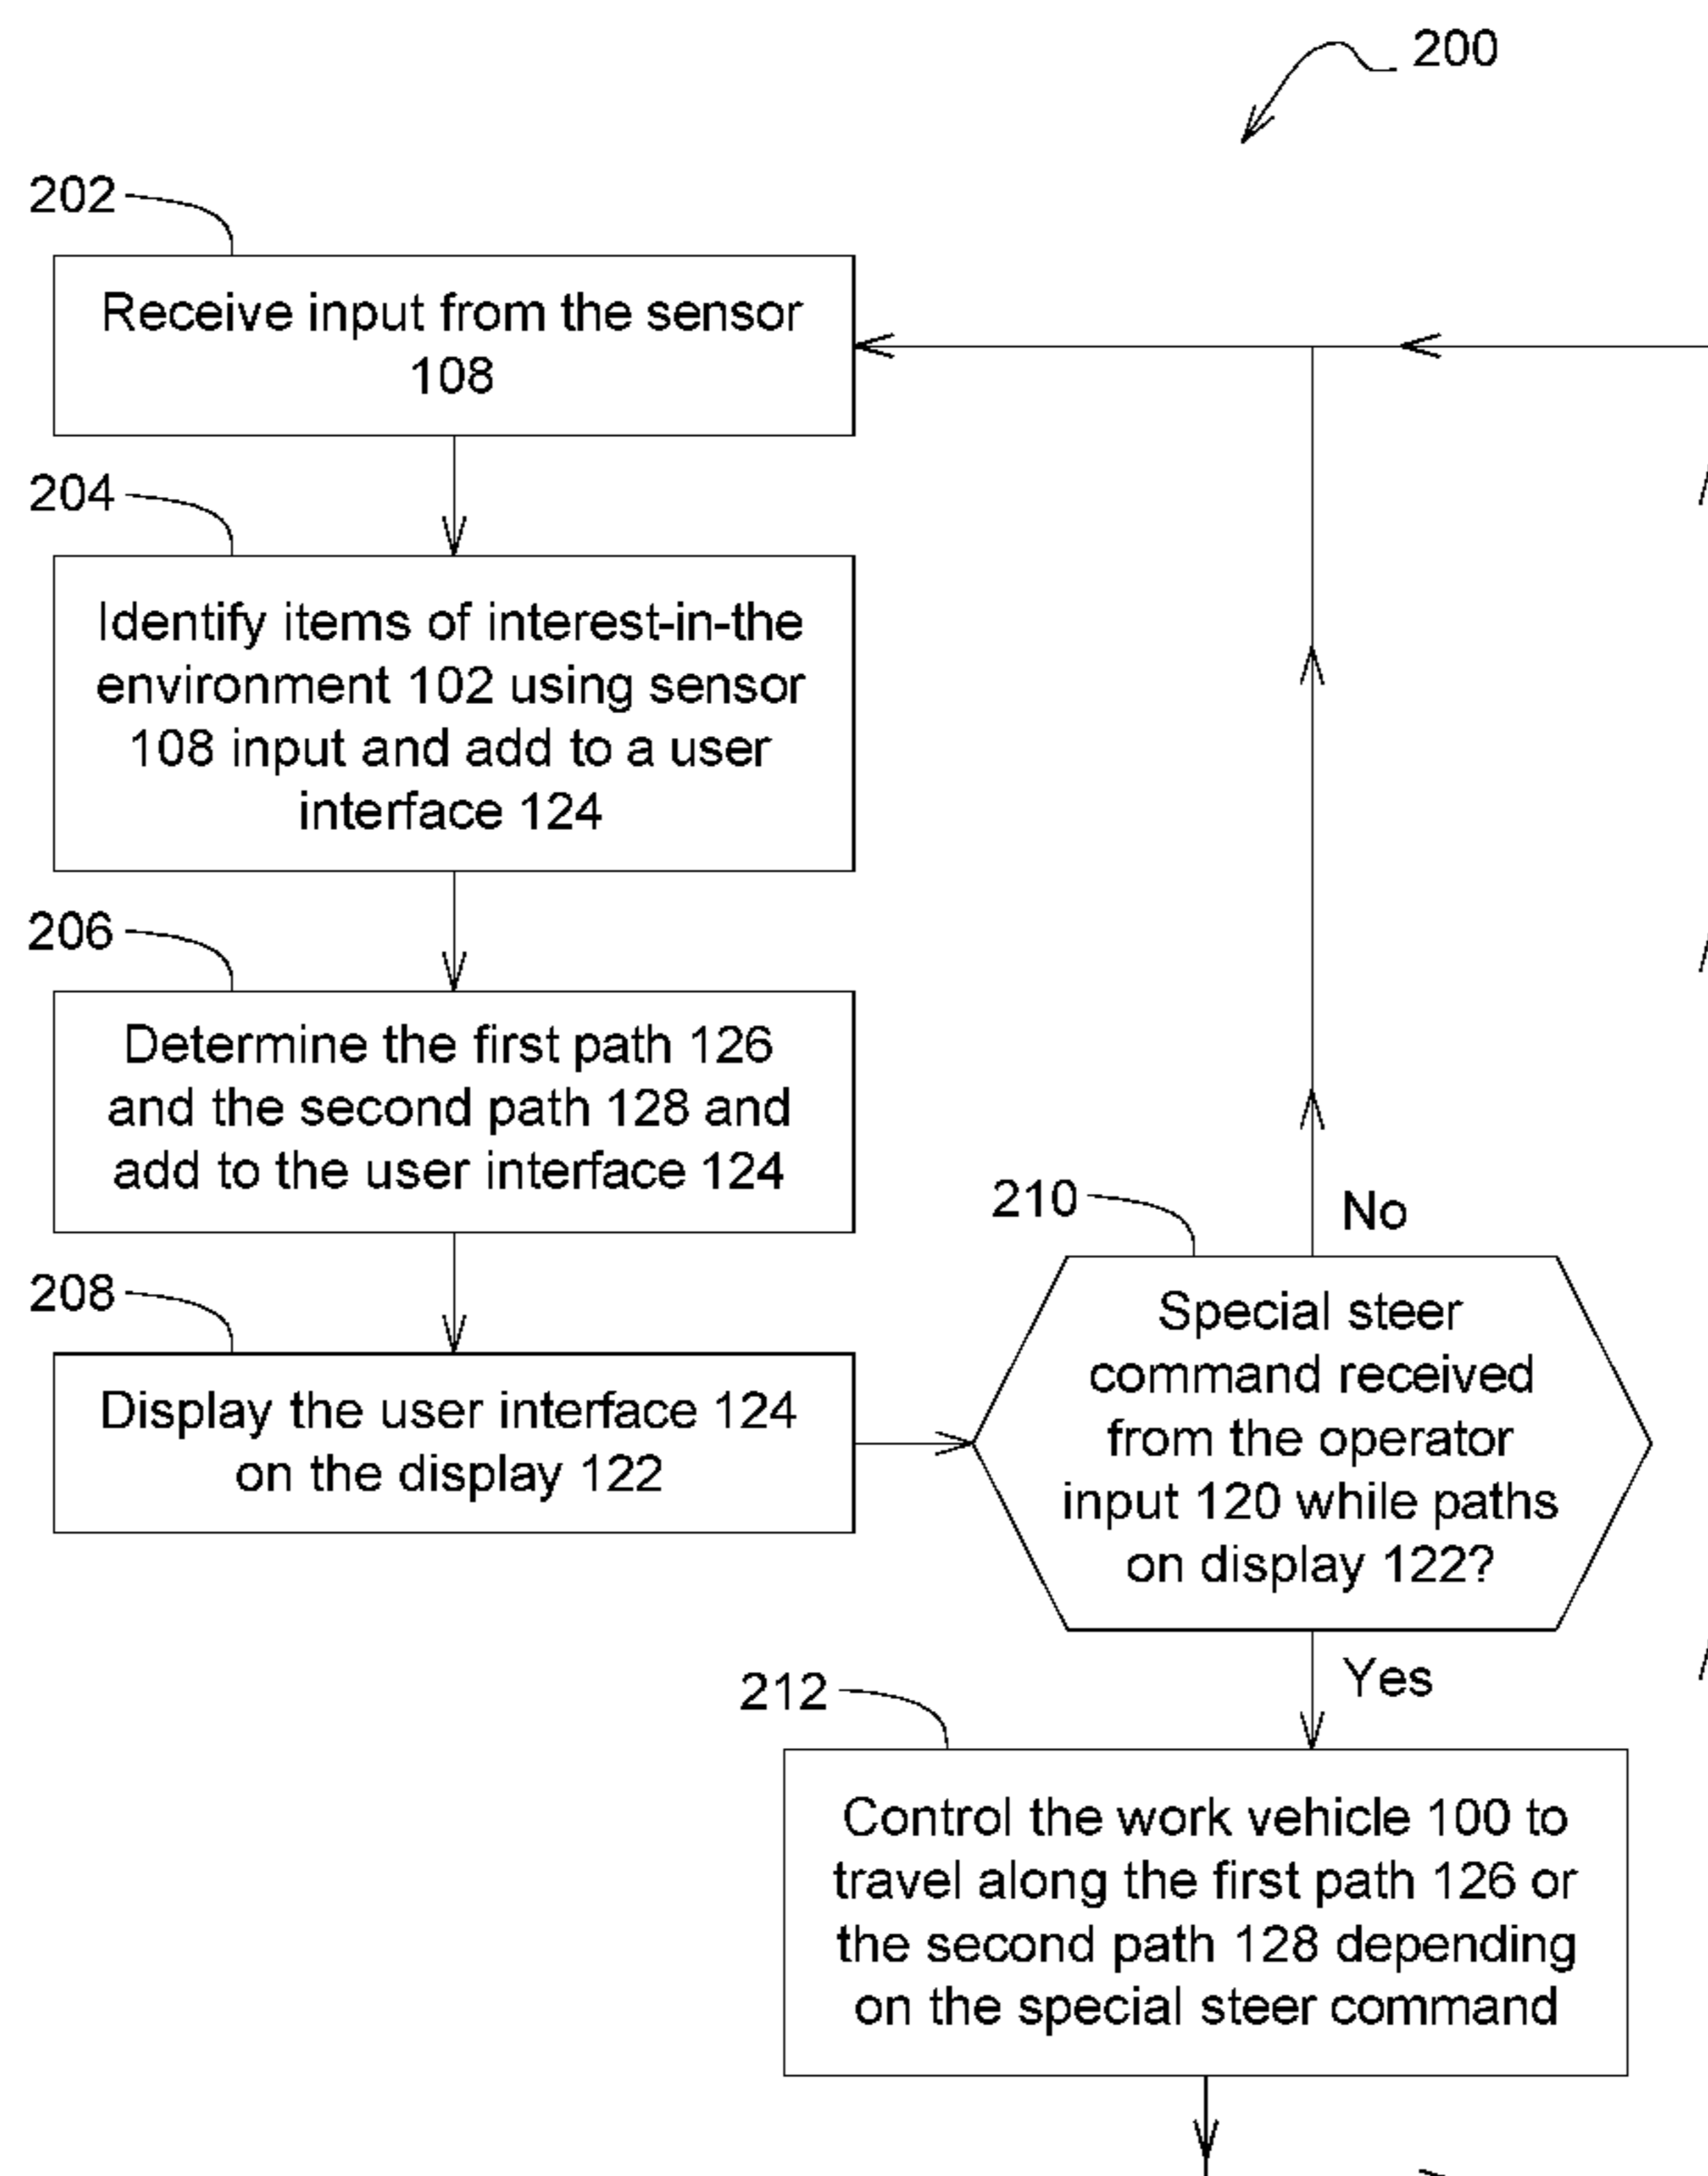 200
202
Receive input from the sensor
108
204
Identify items of interest-in-the
environment 102 using sensor
108 input and add to a user
interface 124
206
Determine the first path 126
and the second path 128 and
add to the user interface 124
208
Display the user interface 124
on the display 122
210
No
Special steer
command received
from the operator
input 120 while paths
on display 122?
Yes
212
Control the work vehicle 100 to
travel along the first path 126 or
the second path 128 depending
on the special steer command